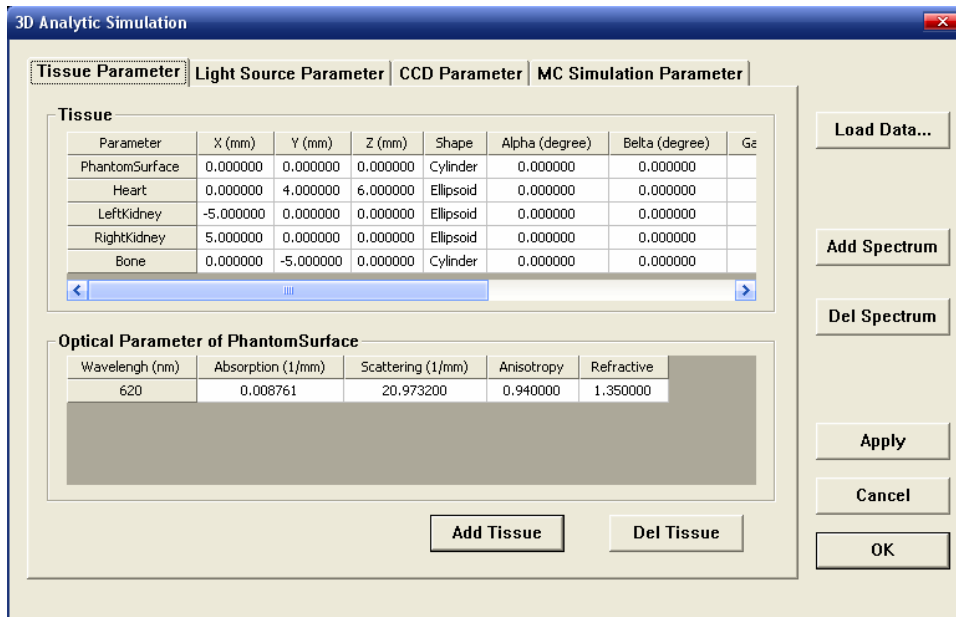 3D Analytic Simulation
Tissue Parameter Light Source Parameter CCD Parameter MC Simulation Parameter
Tissue
Parameter X (mm) Y (mm) Z (mm) Shape Alpha (degree) Belta (degree) Ga
PhantomSurface 0.000000 0.000000 0.000000 Cylinder 0.000000 0.000000
Heart 0.000000 4.000000 6.000000 Ellipsoid 0.000000 0.000000
LeftKidney -5.000000 0.000000 0.000000 Ellipsoid 0.000000 0.000000
RightKidney 5.000000 0.000000 0.000000 Ellipsoid 0.000000 0.000000
Bone 0.000000 -5.000000 0.000000 Cylinder 0.000000 0.000000
Optical Parameter of PhantomSurface
Wavelengh (nm) Absorption (1/mm) Scattering (1/mm) Anisotropy Refractive
620 0.008761 20.973200 0.940000 1.350000
Add Tissue Del Tissue
Load Data...
Add Spectrum
Del Spectrum
Apply
Cancel
OK